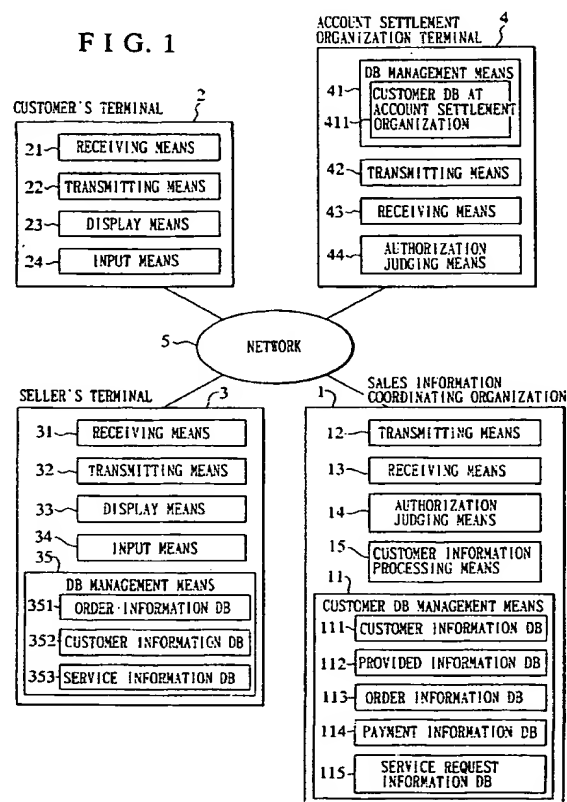 FIG. 1
ACCOUNT SETTLEMENT
ORGANIZATION TERMINAL
4
DB MANAGEMENT MEANS
41
CUSTOMER DB AT
ACCOUNT SETTLEMENT
411
ORGANIZATION
42
TRANSMITTING MEANS
43
RECEIVING MEANS
44
AUTHORIZATION
JUDGING MEANS
CUSTOMER'S TERMINAL
2
21
RECEIVING MEANS
22
TRANSMITTING MEANS
23
DISPLAY MEANS
24
INPUT MEANS
5
NETWORK
SELLER'S TERMINAL
3
31
RECEIVING MEANS
32
TRANSMITTING MEANS
33
DISPLAY MEANS
34
INPUT MEANS
35
DB MANAGEMENT MEANS
351
ORDER INFORMATION DB
352
CUSTOMER INFORMATION DB
353
SERVICE INFORMATION DB
SALES INFORMATION
1
COORDINATING ORGANIZATION
12
TRANSMITTING MEANS
13
RECEIVING MEANS
14
AUTHORIZATION
JUDGING MEANS
15
CUSTOMER INFORMATION
PROCESSING MEANS
11
CUSTOMER DB MANAGEMENT MEANS
111
CUSTOMER INFORMATION DB
112
PROVIDED INFORMATION DB
113
ORDER INFORMATION DB
114
PAYMENT INFORMATION DB
115
SERVICE REQUEST
INFORMATION DB